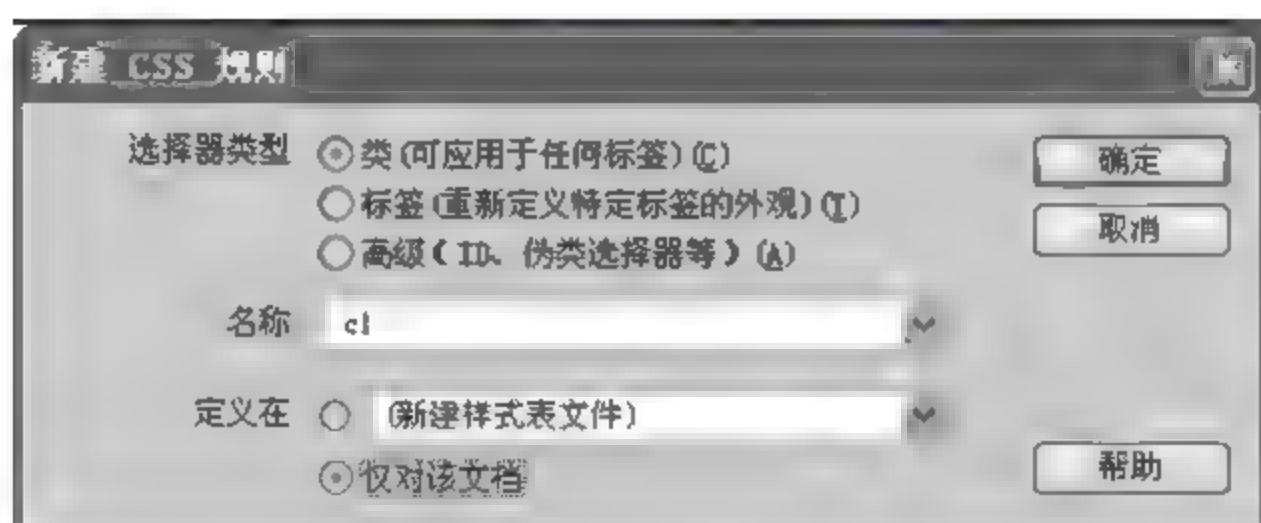 新建 CSS 规则
选择器类型 类(可应用于任何标签)(C) 确定
标签(重新定义特定标签的外观)(T)
取消
高级( ID、伪类选择器等 )(A)
名称 c1
定义在 (新建样式表文件)
仅对该文档 帮助